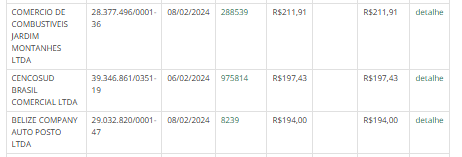 COMERCIO DE 28.377.496/0001- 08/02/2024 288539 R$211,91 R$211,91 detalhe
COMBUSTIVEIS 36
JARDIM
MONTANHES
LTDA
CENCOSUD 39.346.861/0351- 06/02/2024 975814 R$197,43 R$197,43 detalhe
BRASIL 19
COMERCIAL LTDA
BELIZE COMPANY 29.032.820/0001- 08/02/2024 8239 R$194,00 R$194,00 detalhe
AUTO POSTO 47
LTDA